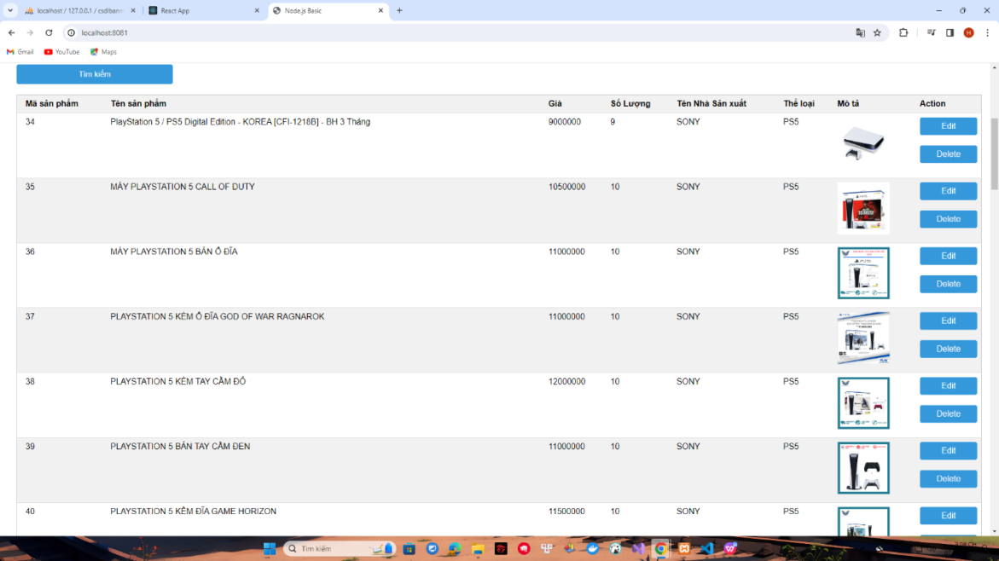 localhost / 127.0.0.1 / csdlban
React App
Node.js Basic
localhost:8081
Gmail YouTube Maps
Tìm kiếm
Mã sản phẩm Tên sản phẩm Giá Số Lượng Tên Nhà Sản xuất Thể loại Mô tả Action
34 PlayStation 5 / PS5 Digital Edition - KOREA [CFI-1218B] - BH 3 Tháng 9000000 9 SONY PS5 Edit
Delete
35 MÁY PLAYSTATION 5 CALL OF DUTY 10500000 10 SONY PS5 Edit
Delete
36 MÁY PLAYSTATION 5 BẢN Ổ ĐĨA 11000000 10 SONY PS5 Edit
Delete
37 PLAYSTATION 5 KÈM Ổ ĐĨA GOD OF WAR RAGNAROK 11000000 10 SONY PS5 Edit
Delete
38 PLAYSTATION 5 KÈM TAY CẦM ĐỎ 12000000 10 SONY PS5 Edit
Delete
39 PLAYSTATION 5 BẢN TAY CẦM ĐEN 11000000 10 SONY PS5 Edit
Delete
40 PLAYSTATION 5 KÈM ĐĨA GAME HORIZON 11500000 10 SONY PS5 Edit
Tìm kiếm